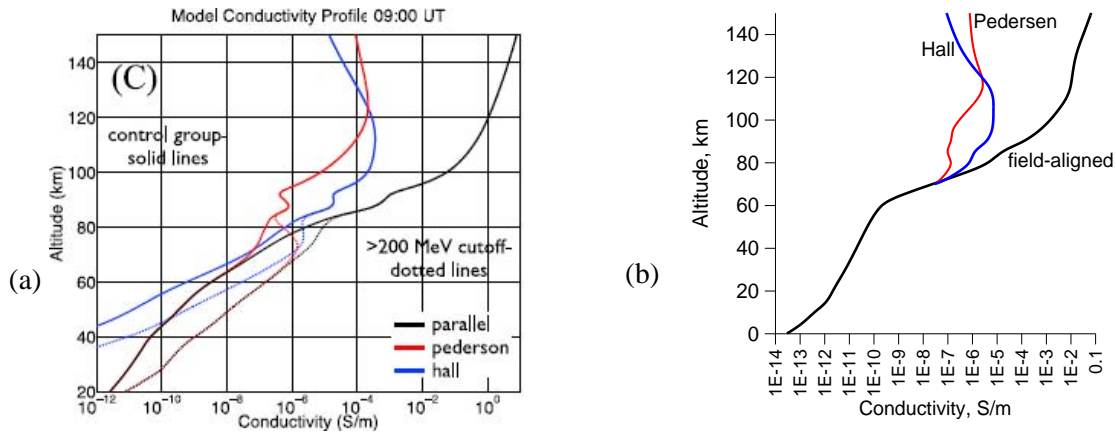 Model Conductivity Profile 09:00 UT
(C)
control group-
solid lines
>200 MeV cutoff-
dotted lines
parallel
pederson
hall
Altitude (km)
140
120
100
80
60
40
20
10⁻¹² 10⁻¹⁰ 10⁻⁸ 10⁻⁶ 10⁻⁴ 10⁻² 10⁰
Conductivity (S/m)
(a)
Pedersen
Hall
field-aligned
Altitude, km
140
120
100
80
60
40
20
0
1E-14
1E-13
1E-12
1E-11
1E-10
1E-9
1E-8
1E-7
1E-6
1E-5
1E-4
1E-3
1E-2
0.1
Conductivity, S/m
(b)